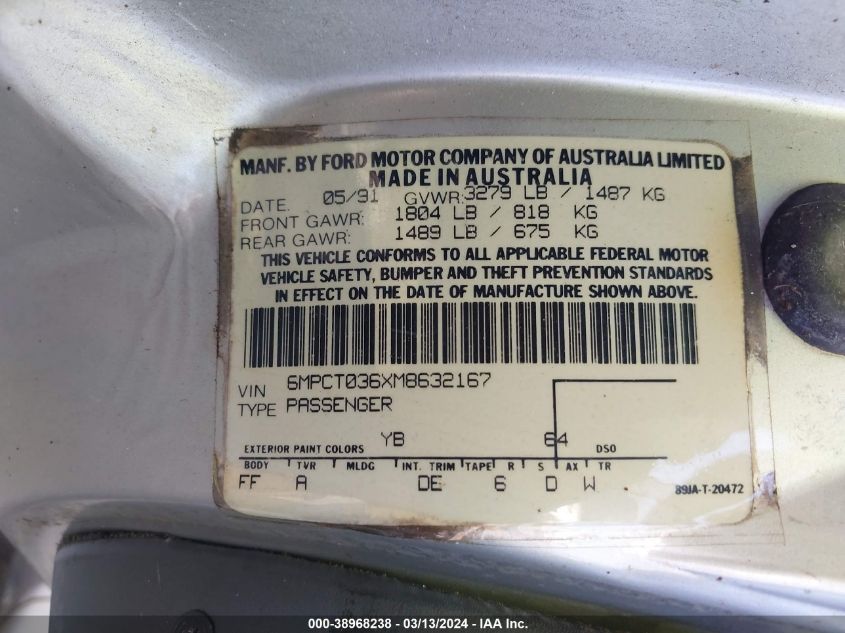 MANF. BY FORD MOTOR COMPANY OF AUSTRALIA LIMITED
MADE IN AUSTRALIA
DATE. 05/91 GVWR: 3279 LB / 1487 KG
FRONT GAWR: 1804 LB / 818 KG
REAR GAWR: 1489 LB / 675 KG
THIS VEHICLE CONFORMS TO ALL APPLICABLE FEDERAL MOTOR
VEHICLE SAFETY, BUMPER AND THEFT PREVENTION STANDARDS
IN EFFECT ON THE DATE OF MANUFACTURE SHOWN ABOVE.
VIN 6MPCT036XM8632167
TYPE PASSENGER
EXTERIOR PAINT COLORS YB 64 DSO
BODY TVR MLDG INT. TRIM TAPE R S AX TR
FF A DE 6 D W 89JA-T-20472
000-38968238 - 03/13/2024 - IAACT - © IAA, Inc.